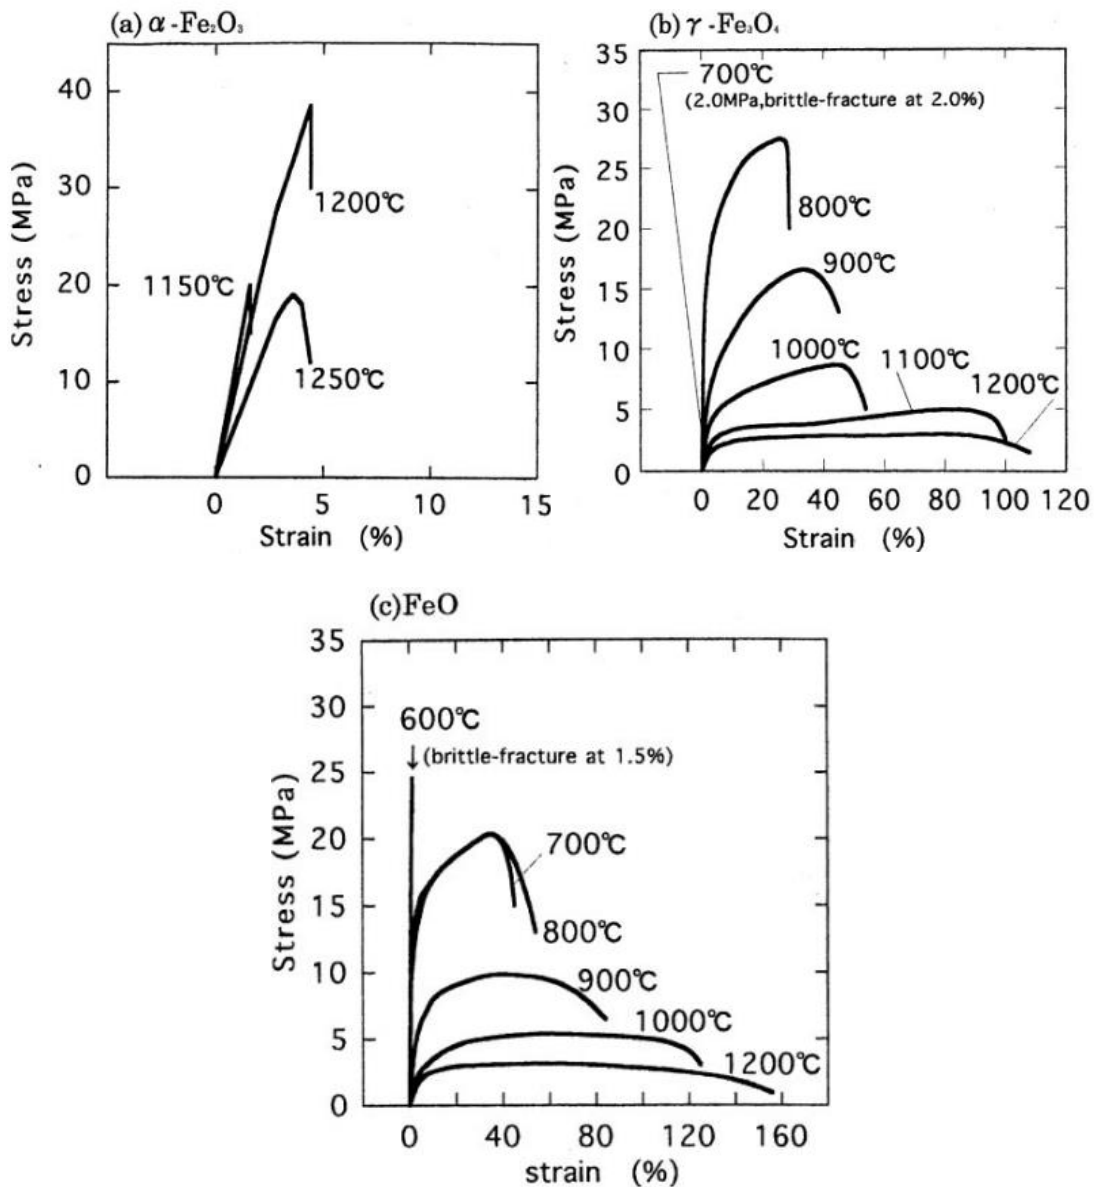 (a) α -Fe₂O₃
Stress (MPa)
40
30
20
10
0
1200℃
1150℃
1250℃
0 5 10 15
Strain (%)
(b) γ -Fe₃O₄
Stress (MPa)
35
30
25
20
15
10
5
0
700℃
(2.0MPa,brittle-fracture at 2.0%)
800℃
900℃
1000℃
1100℃
1200℃
0 20 40 60 80 100 120
Strain (%)
(c)FeO
Stress (MPa)
35
30
25
20
15
10
5
0
600℃
↓(brittle-fracture at 1.5%)
700℃
800℃
900℃
1000℃
1200℃
0 40 80 120 160
strain (%)